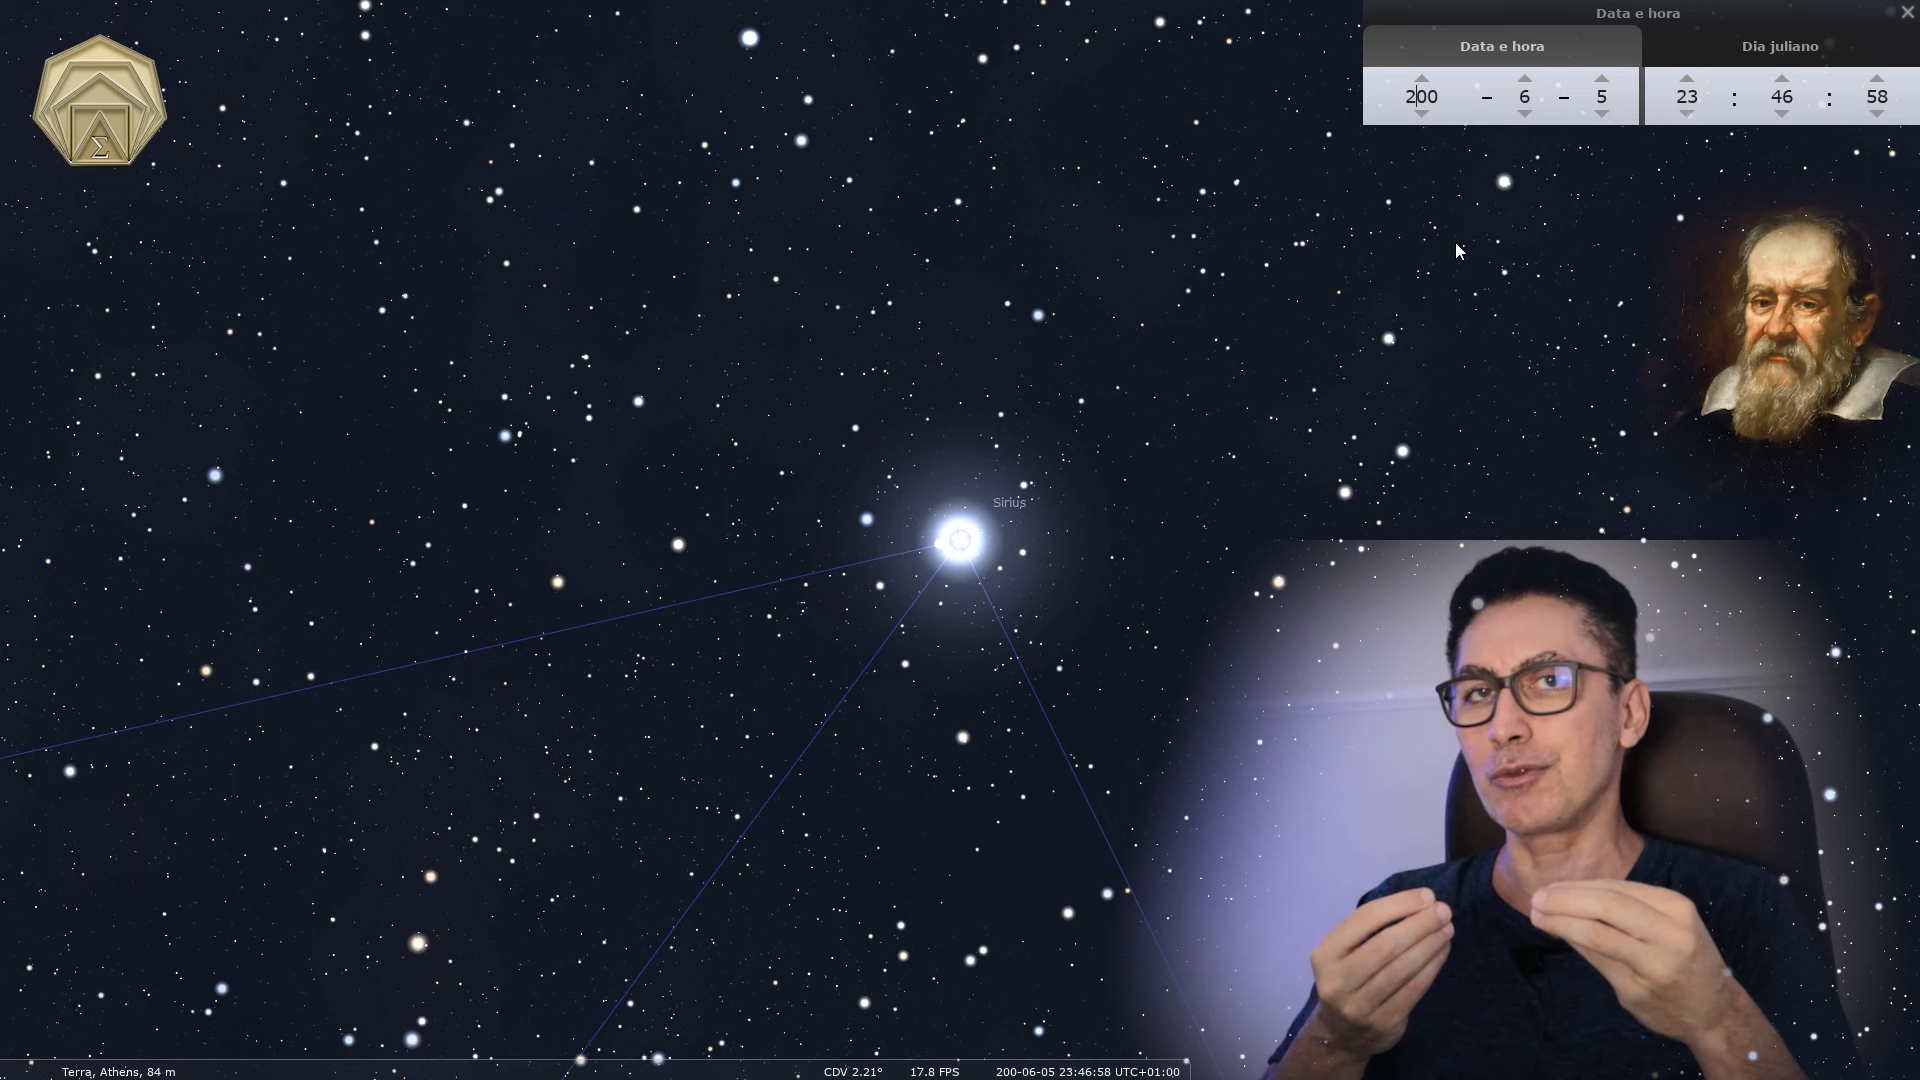 Data e hora
Data e hora
Dia juliano
200 – 6 – 5
23 : 46 : 58
Σ
Sirius
Terra, Athens, 84 m
CDV 2.21°
17.8 FPS
200-06-05 23:46:58 UTC+01:00